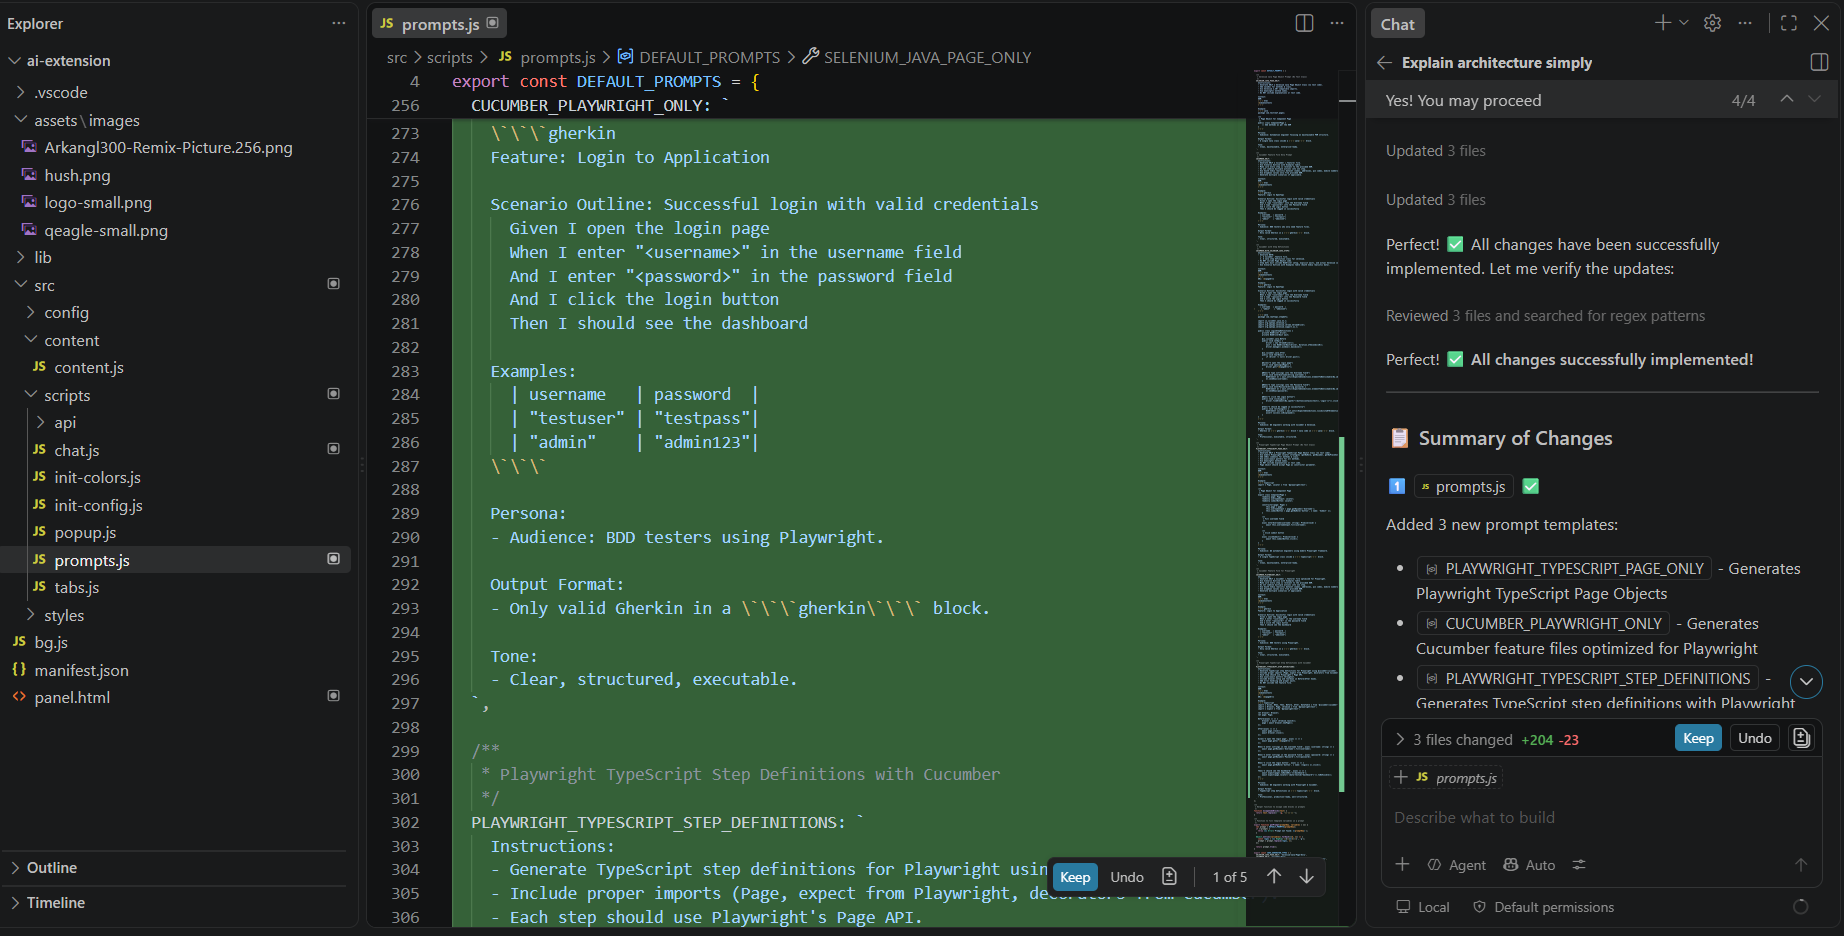 Explorer
ai-extension
.vscode
assets\images
Arkangl300-Remix-Picture.256.png
hush.png
logo-small.png
qeagle-small.png
lib
src
config
content
JS content.js
scripts
api
JS chat.js
JS init-colors.js
JS init-config.js
JS popup.js
JS prompts.js
JS tabs.js
styles
JS bg.js
{} manifest.json
<> panel.html
Outline
Timeline
JS prompts.js
src > scripts > JS prompts.js > DEFAULT_PROMPTS > SELENIUM_JAVA_PAGE_ONLY
4 export const DEFAULT_PROMPTS = {
256 CUCUMBER_PLAYWRIGHT_ONLY: `
273 \`\`\`gherkin
274 Feature: Login to Application
275
276 Scenario Outline: Successful login with valid credentials
277 Given I open the login page
278 When I enter "<username>" in the username field
279 And I enter "<password>" in the password field
280 And I click the login button
281 Then I should see the dashboard
282
283 Examples:
284 | username | password |
285 | "testuser" | "testpass"|
286 | "admin" | "admin123"|
287 \`\`\`
288
289 Persona:
290 - Audience: BDD testers using Playwright.
291
292 Output Format:
293 - Only valid Gherkin in a \`\`\`gherkin\`\`\` block.
294
295 Tone:
296 - Clear, structured, executable.
297 `,
298
299 /**
300 * Playwright TypeScript Step Definitions with Cucumber
301 */
302 PLAYWRIGHT_TYPESCRIPT_STEP_DEFINITIONS: `
303 Instructions:
304 - Generate TypeScript step definitions for Playwright usin
305 - Include proper imports (Page, expect from Playwright,
306 - Each step should use Playwright's Page API.
Keep Undo 1 of 5
Chat
Explain architecture simply
Yes! You may proceed 4/4
Updated 3 files
Updated 3 files
Perfect! ✅ All changes have been successfully
implemented. Let me verify the updates:
Reviewed 3 files and searched for regex patterns
Perfect! ✅ All changes successfully implemented!
📋 Summary of Changes
1️⃣ JS prompts.js ✅
Added 3 new prompt templates:
• PLAYWRIGHT_TYPESCRIPT_PAGE_ONLY - Generates
Playwright TypeScript Page Objects
• CUCUMBER_PLAYWRIGHT_ONLY - Generates
Cucumber feature files optimized for Playwright
• PLAYWRIGHT_TYPESCRIPT_STEP_DEFINITIONS -
Generates TypeScript step definitions with Playwright
3 files changed +204 -23 Keep Undo
+ JS prompts.js
Describe what to build
+ Agent Auto
Local Default permissions